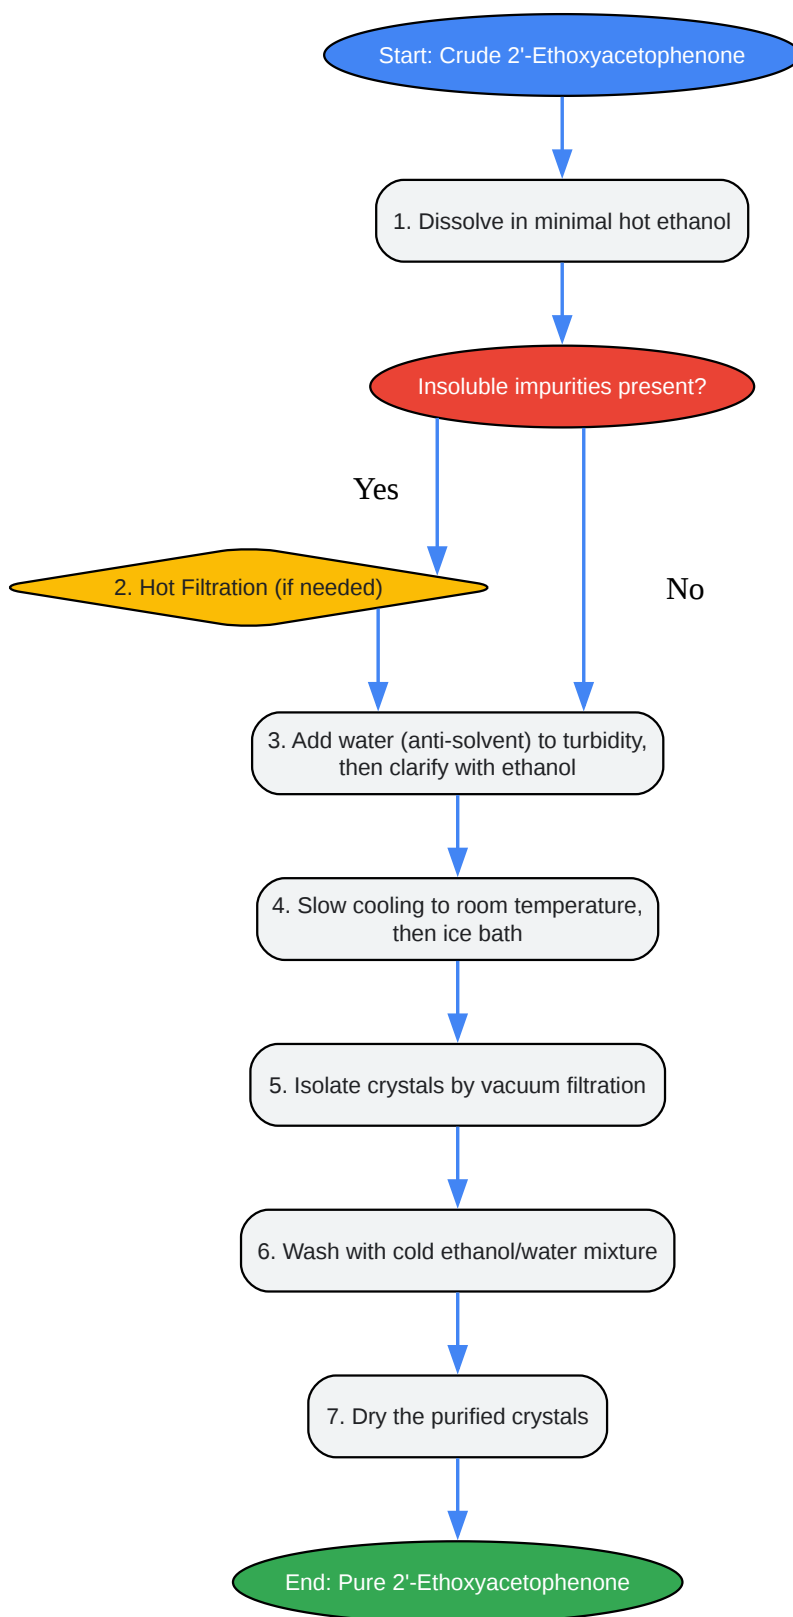 Start: Crude 2'-Ethoxyacetophenone
1. Dissolve in minimal hot ethanol
Insoluble impurities present?
Yes
2. Hot Filtration (if needed)
No
3. Add water (anti-solvent) to turbidity,
then clarify with ethanol
4. Slow cooling to room temperature,
then ice bath
5. Isolate crystals by vacuum filtration
6. Wash with cold ethanol/water mixture
7. Dry the purified crystals
End: Pure 2'-Ethoxyacetophenone